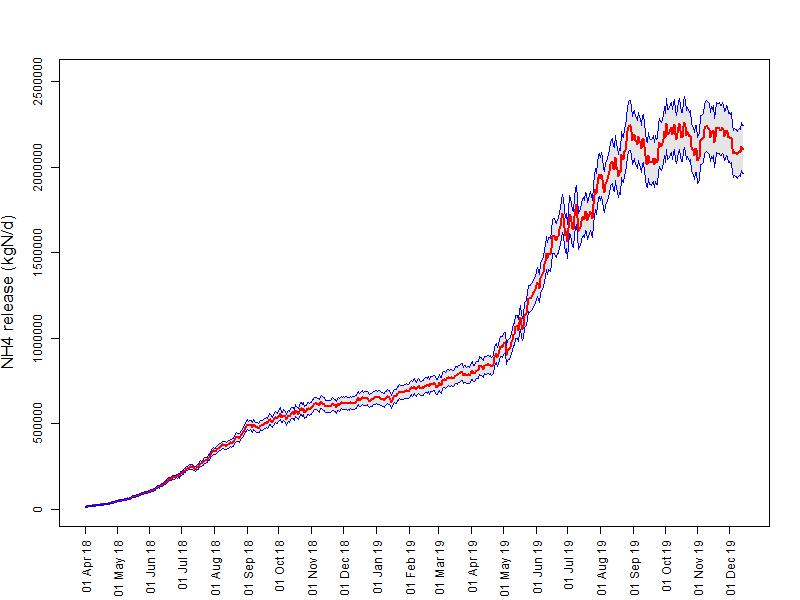 NH4 release (kgN/d)
2500000
2000000
1500000
1000000
500000
0
01 Apr 18
01 May 18
01 Jun 18
01 Jul 18
01 Aug 18
01 Sep 18
01 Oct 18
01 Nov 18
01 Dec 18
01 Jan 19
01 Feb 19
01 Mar 19
01 Apr 19
01 May 19
01 Jun 19
01 Jul 19
01 Aug 19
01 Sep 19
01 Oct 19
01 Nov 19
01 Dec 19